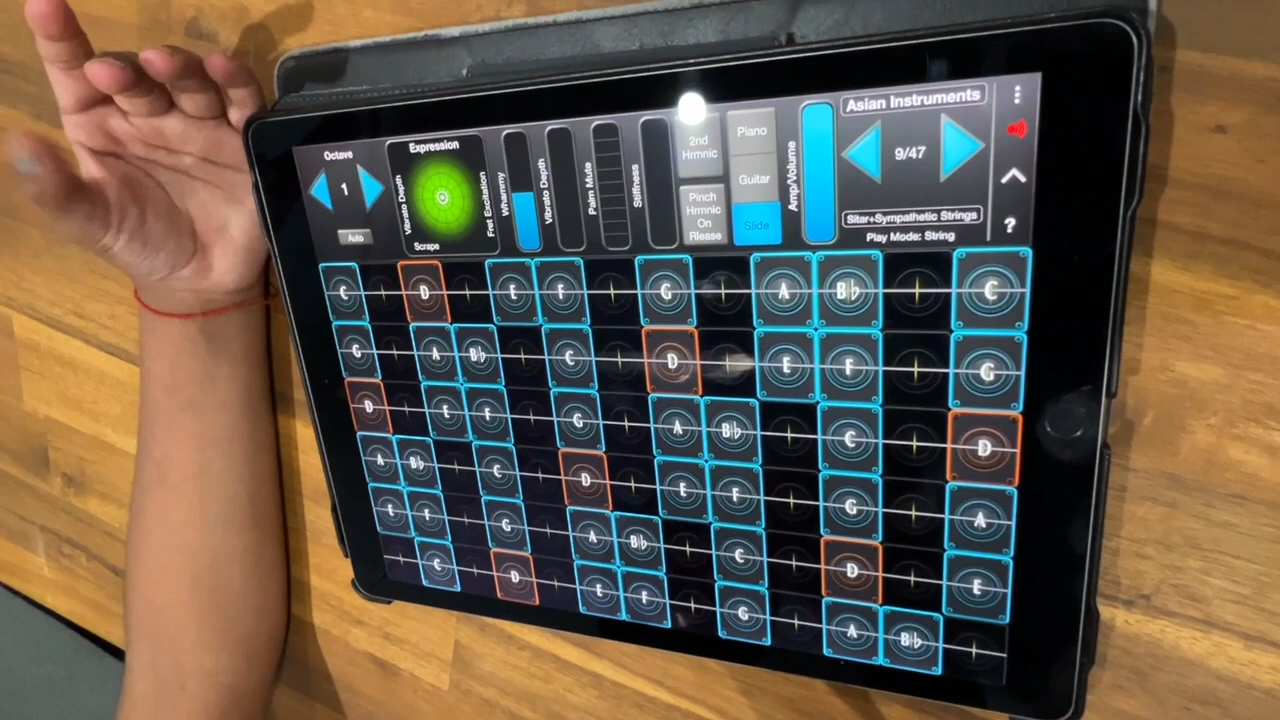 Octave
1
Auto
Expression
Vibrato Depth
Fret Excitation
Scrape
Whammy
Vibrato Depth
Palm Mute
Stiffness
2nd
Hrmnic
Pinch
Hrmnic
On
Rlease
Piano
Guitar
Slide
Amp/Volume
Asian Instruments
9/47
Sitar+Sympathetic Strings
Play Mode: String
?
C D E F G A B♭ C
G A B♭ C D E F G
D E F G A B♭ C D
A B♭ C D E F G A
E F G A B♭ C D E
C D E F G A B♭